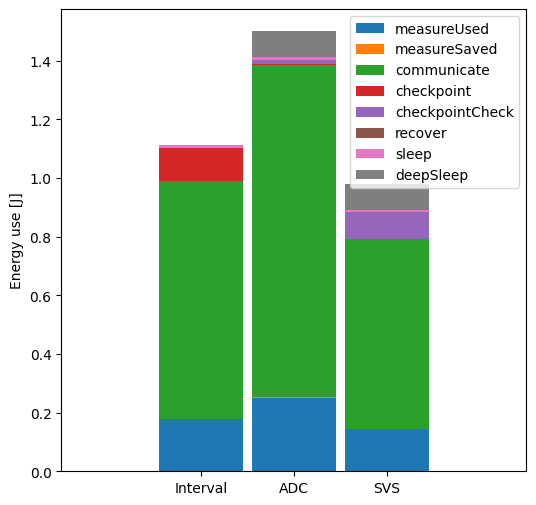 Energy use [J]
1.4
1.2
1.0
0.8
0.6
0.4
0.2
0.0
Interval
ADC
SVS
measureUsed
measureSaved
communicate
checkpoint
checkpointCheck
recover
sleep
deepSleep